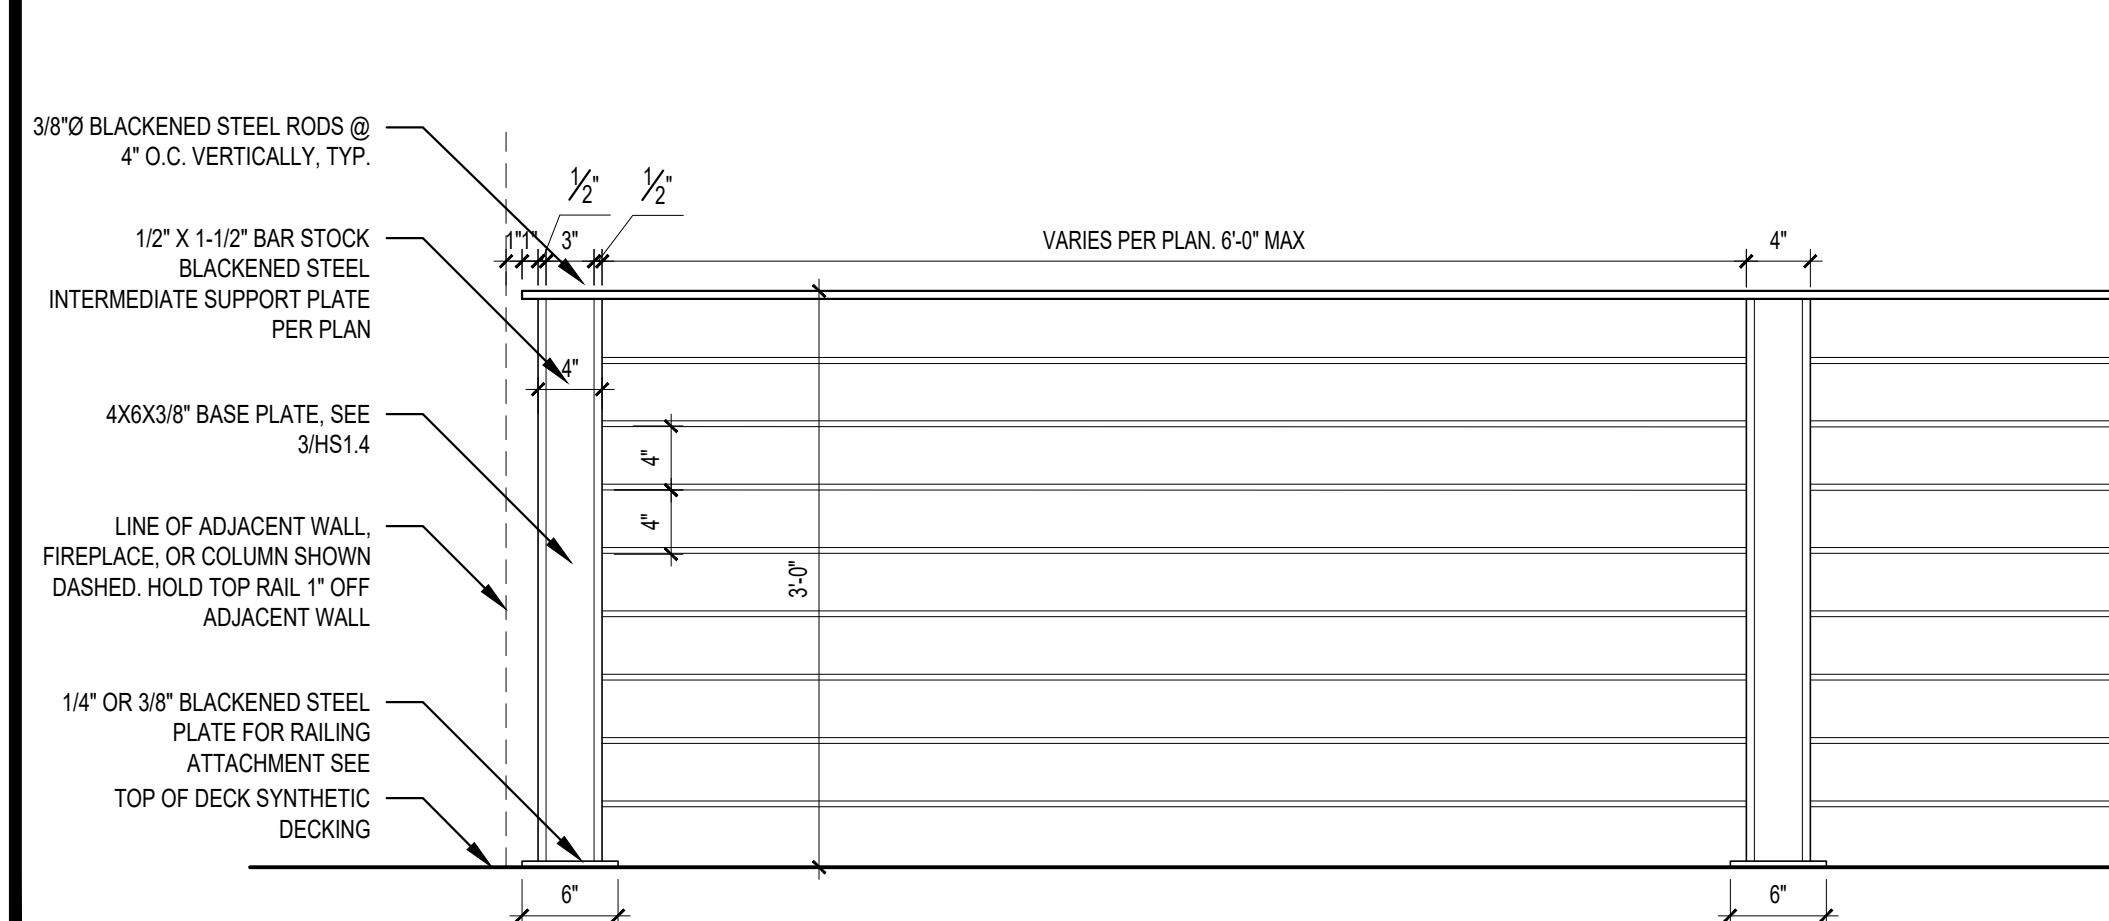 3/8"Ø BLACKENED STEEL RODS @
4" O.C. VERTICALLY, TYP.
1/2" 1/2"
1/2" X 1-1/2" BAR STOCK
BLACKENED STEEL
INTERMEDIATE SUPPORT PLATE
PER PLAN
1" 1" 3" VARIES PER PLAN. 6'-0" MAX 4"
4"
4X6X3/8" BASE PLATE, SEE
3/HS1.4
4"
4"
3'-0"
LINE OF ADJACENT WALL,
FIREPLACE, OR COLUMN SHOWN
DASHED. HOLD TOP RAIL 1" OFF
ADJACENT WALL
1/4" OR 3/8" BLACKENED STEEL
PLATE FOR RAILING
ATTACHMENT SEE
TOP OF DECK SYNTHETIC
DECKING
6" 6"